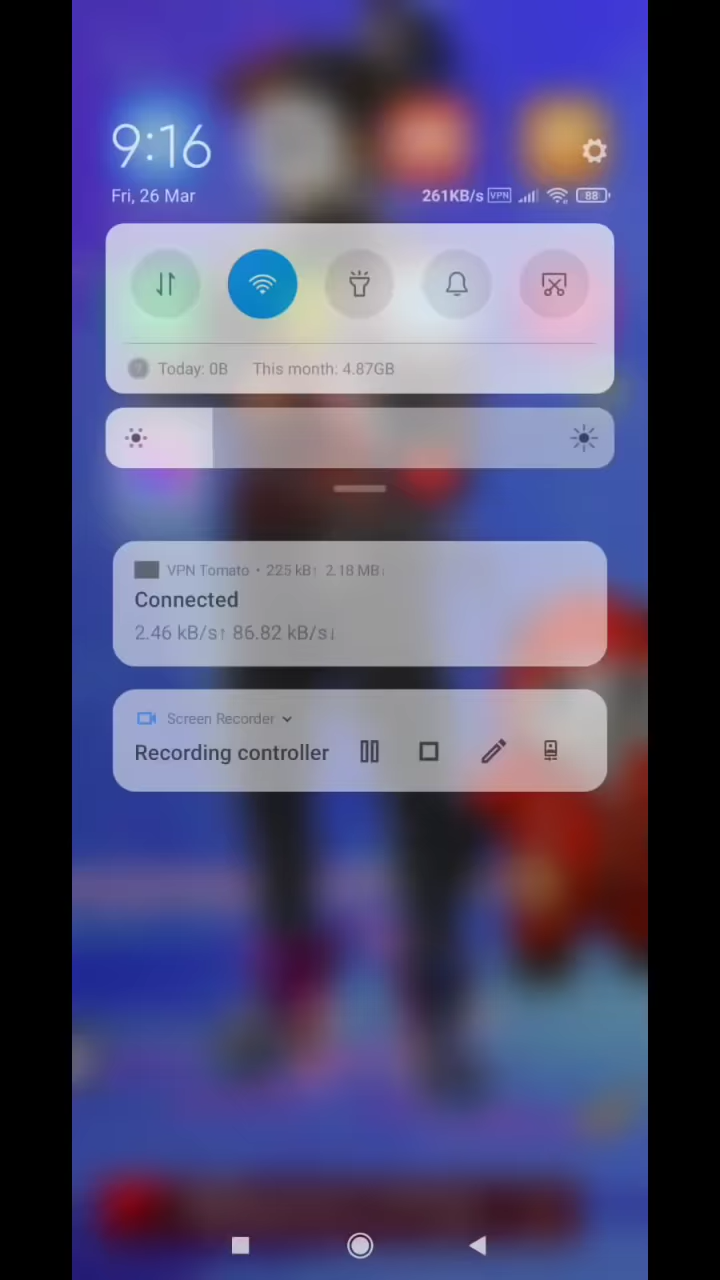 9:16
Fri, 26 Mar
261KB/s VPN 88
Today: 0B This month: 4.87GB
VPN Tomato • 225 kB↑ 2.18 MB↓
Connected
2.46 kB/s↑ 86.82 kB/s↓
Screen Recorder
Recording controller